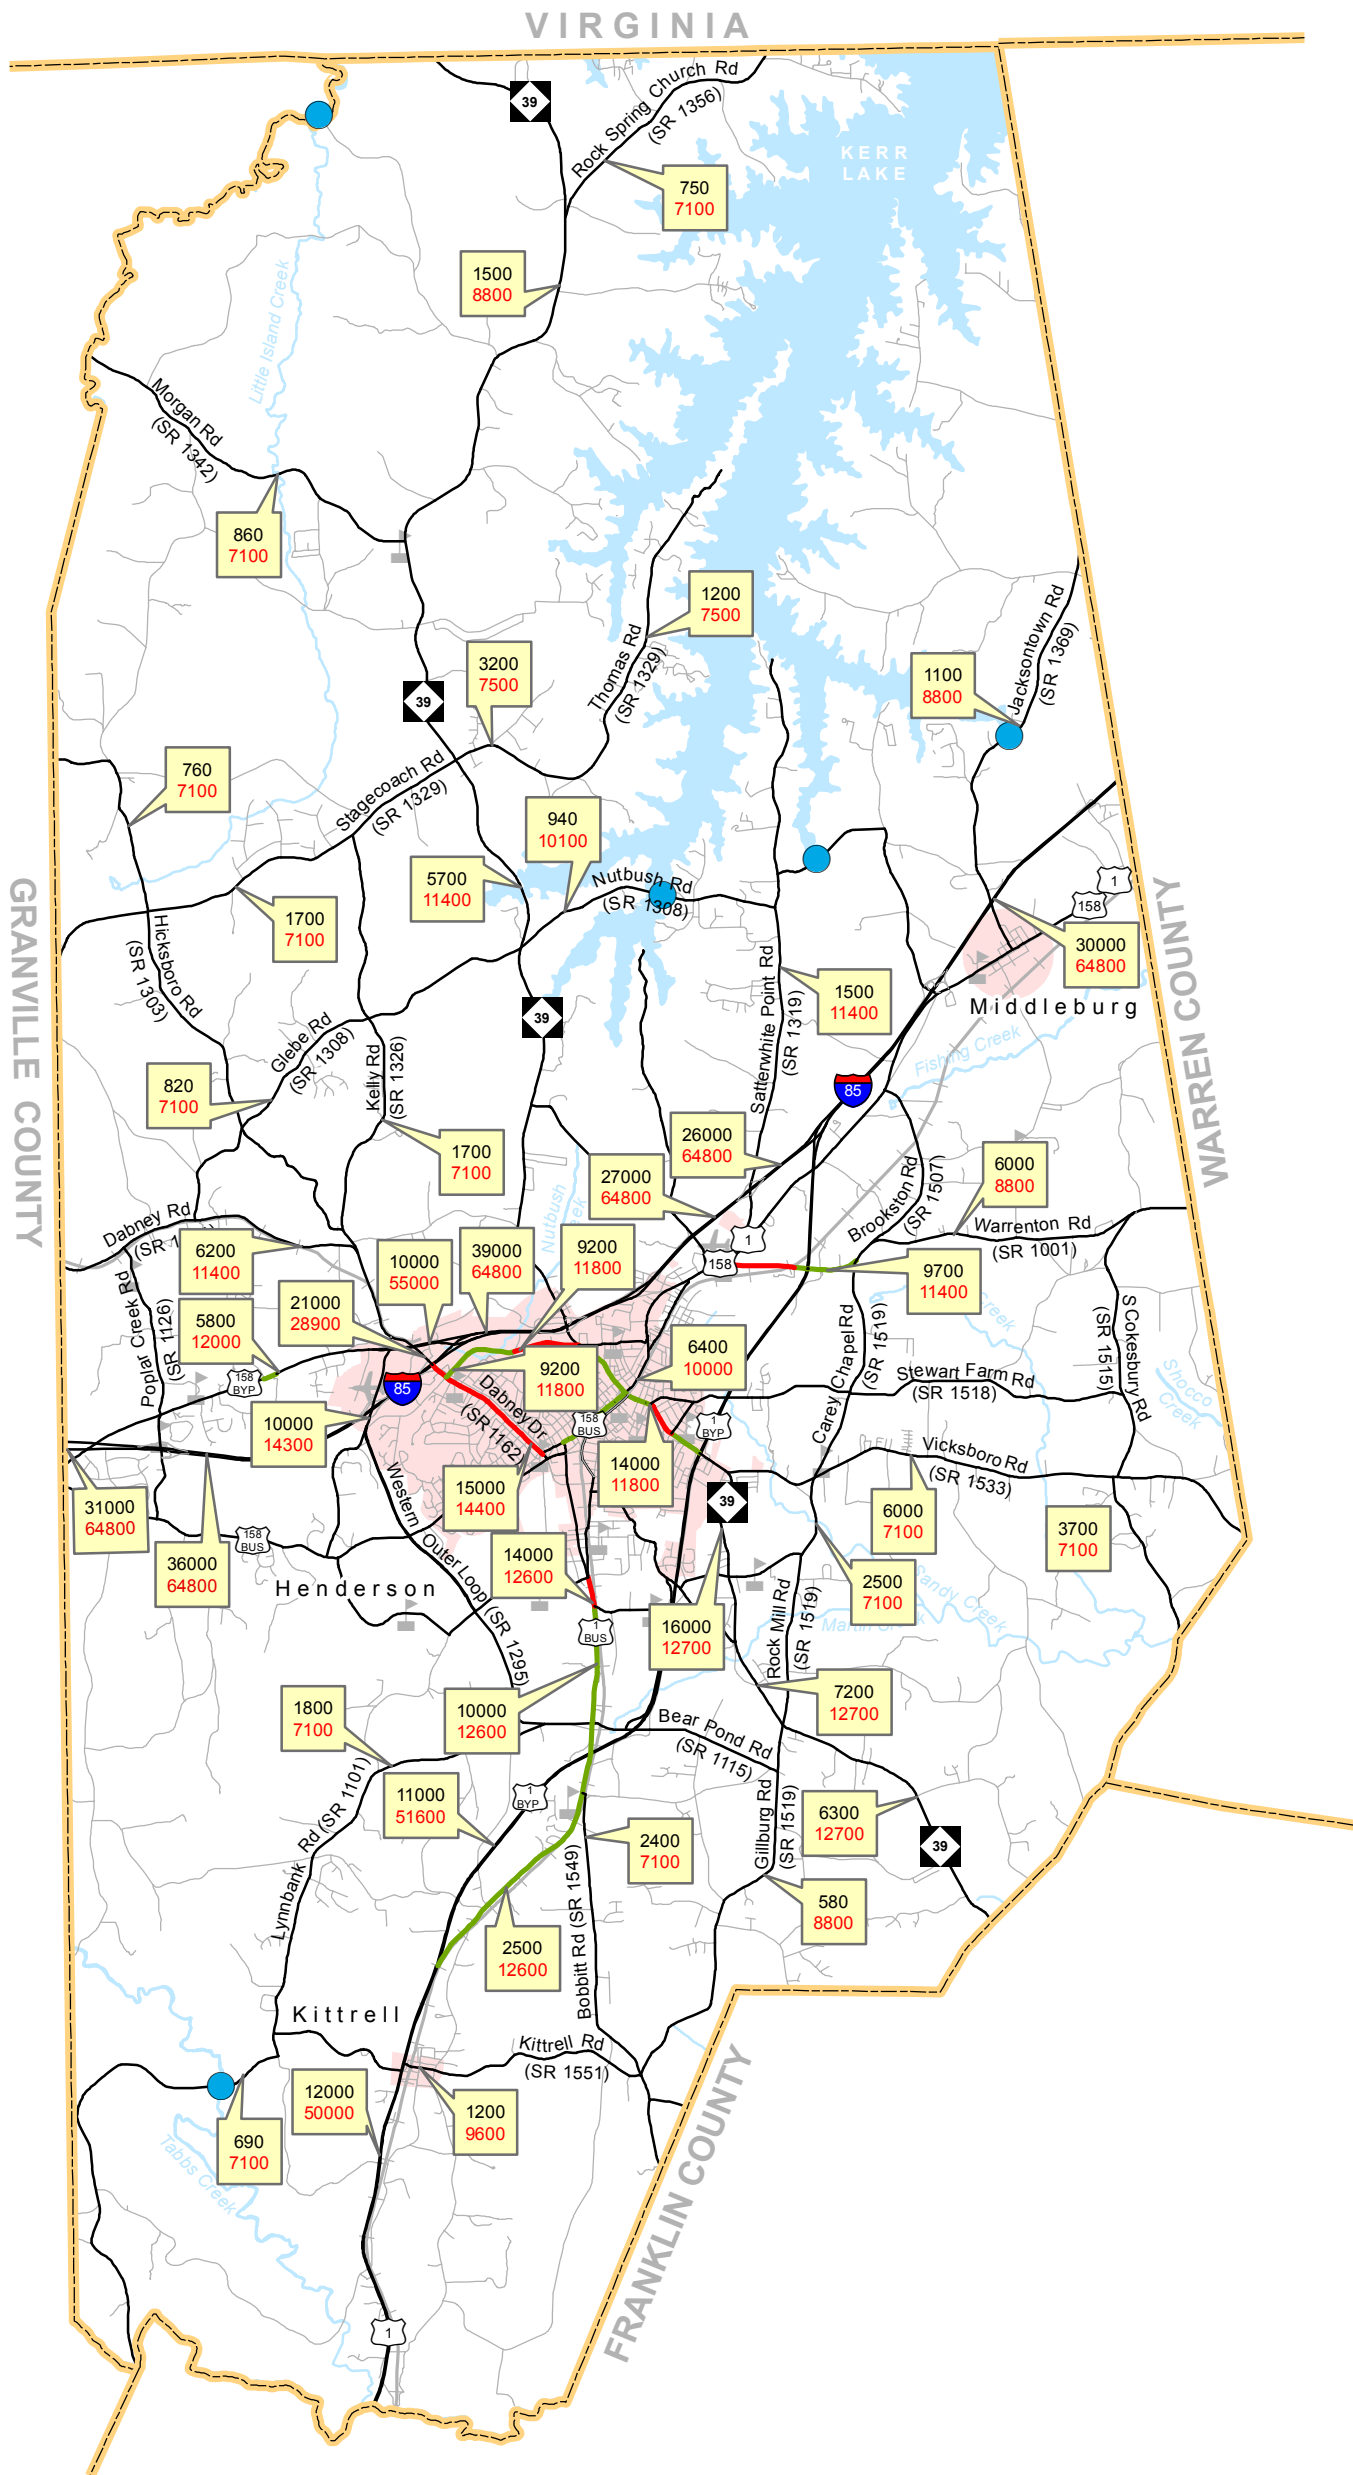 VIRGINIA
39
Rock Spring Church Rd
(SR 1356)
KERR
LAKE
750
7100
1500
8800
Little Island Creek
Morgan Rd
(SR 1342)
860
7100
1200
7500
Jacksontown Rd
(SR 1369)
Thomas Rd
(SR 1329)
3200
7500
1100
8800
39
760
7100
Stagecoach Rd
(SR 1329)
940
10100
5700
11400
Nutbush Rd
(SR 1308)
1
158
GRANVILLE COUNTY
WARREN COUNTY
1700
7100
Hicksboro Rd
(SR 1303)
30000
64800
1500
11400
Satterwhite Point Rd
(SR 1319)
Middleburg
39
Glebe Rd
(SR 1308)
Kelly Rd
(SR 1326)
Fishing Creek
820
7100
85
26000
64800
1700
7100
27000
64800
6000
8800
Brookston Rd
(SR 1507)
Nutbush
Dabney Rd
(SR 1
Warrenton Rd
(SR 1001)
6200
11400
10000
55000
39000
64800
9200
11800
1
158
9700
11400
Poplar Creek Rd
(SR 1126)
21000
28900
5800
12000
Creek
S Cokesbury Rd
(SR 1515)
Carey Chapel Rd
(SR 1519)
6400
10000
9200
11800
158
BYP
85
Stewart Farm Rd
(SR 1518)
Shocco
Creek
Dabney Dr
(SR 1162)
158
BUS
1
BYP
10000
14300
Vicksboro Rd
(SR 1533)
14000
11800
15000
14400
39
31000
64800
6000
7100
3700
7100
Western Outer Loop (SR 1295)
158
BUS
36000
64800
14000
12600
2500
7100
Henderson
Sandy Creek
Rock Mill Rd
(SR 1519)
16000
12700
1
BUS
7200
12700
1800
7100
10000
12600
Bear Pond Rd
(SR 1115)
11000
51600
1
BYP
Gillburg Rd
(SR 1519)
6300
12700
2400
7100
39
Lynnbank Rd (SR 1101)
580
8800
Bobbitt Rd (SR 1549)
2500
12600
Kittrell
Kittrell Rd
(SR 1551)
FRANKLIN COUNTY
12000
50000
1200
9600
690
7100
Tabbs Creek
1